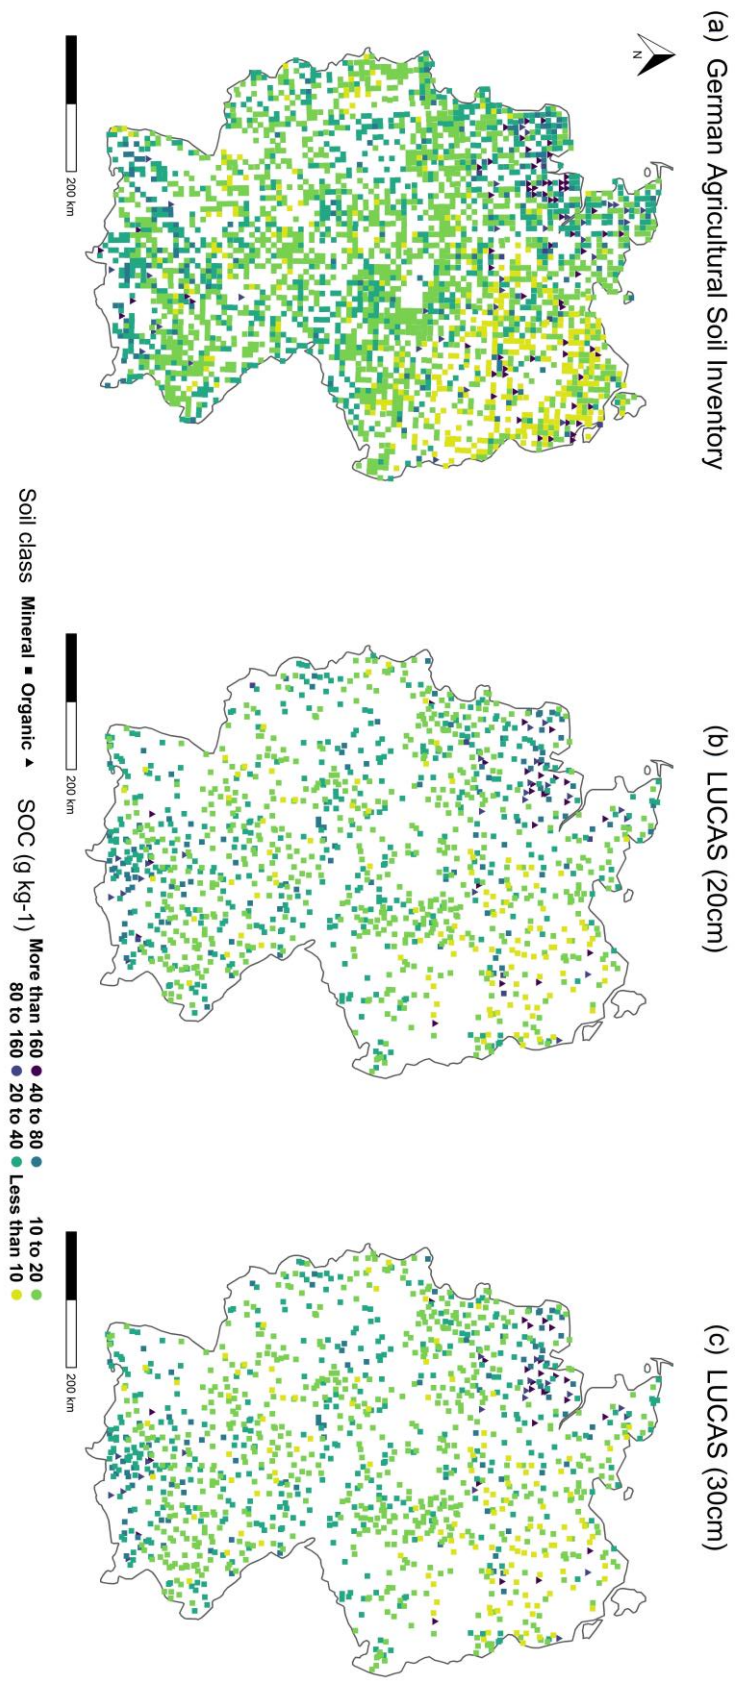 (a) German Agricultural Soil Inventory
(b) LUCAS (20cm)
(c) LUCAS (30cm)
N
200 km
200 km
200 km
Soil class Mineral Organic SOC (g kg-1) More than 160 40 to 80 10 to 20
80 to 160 20 to 40 Less than 10